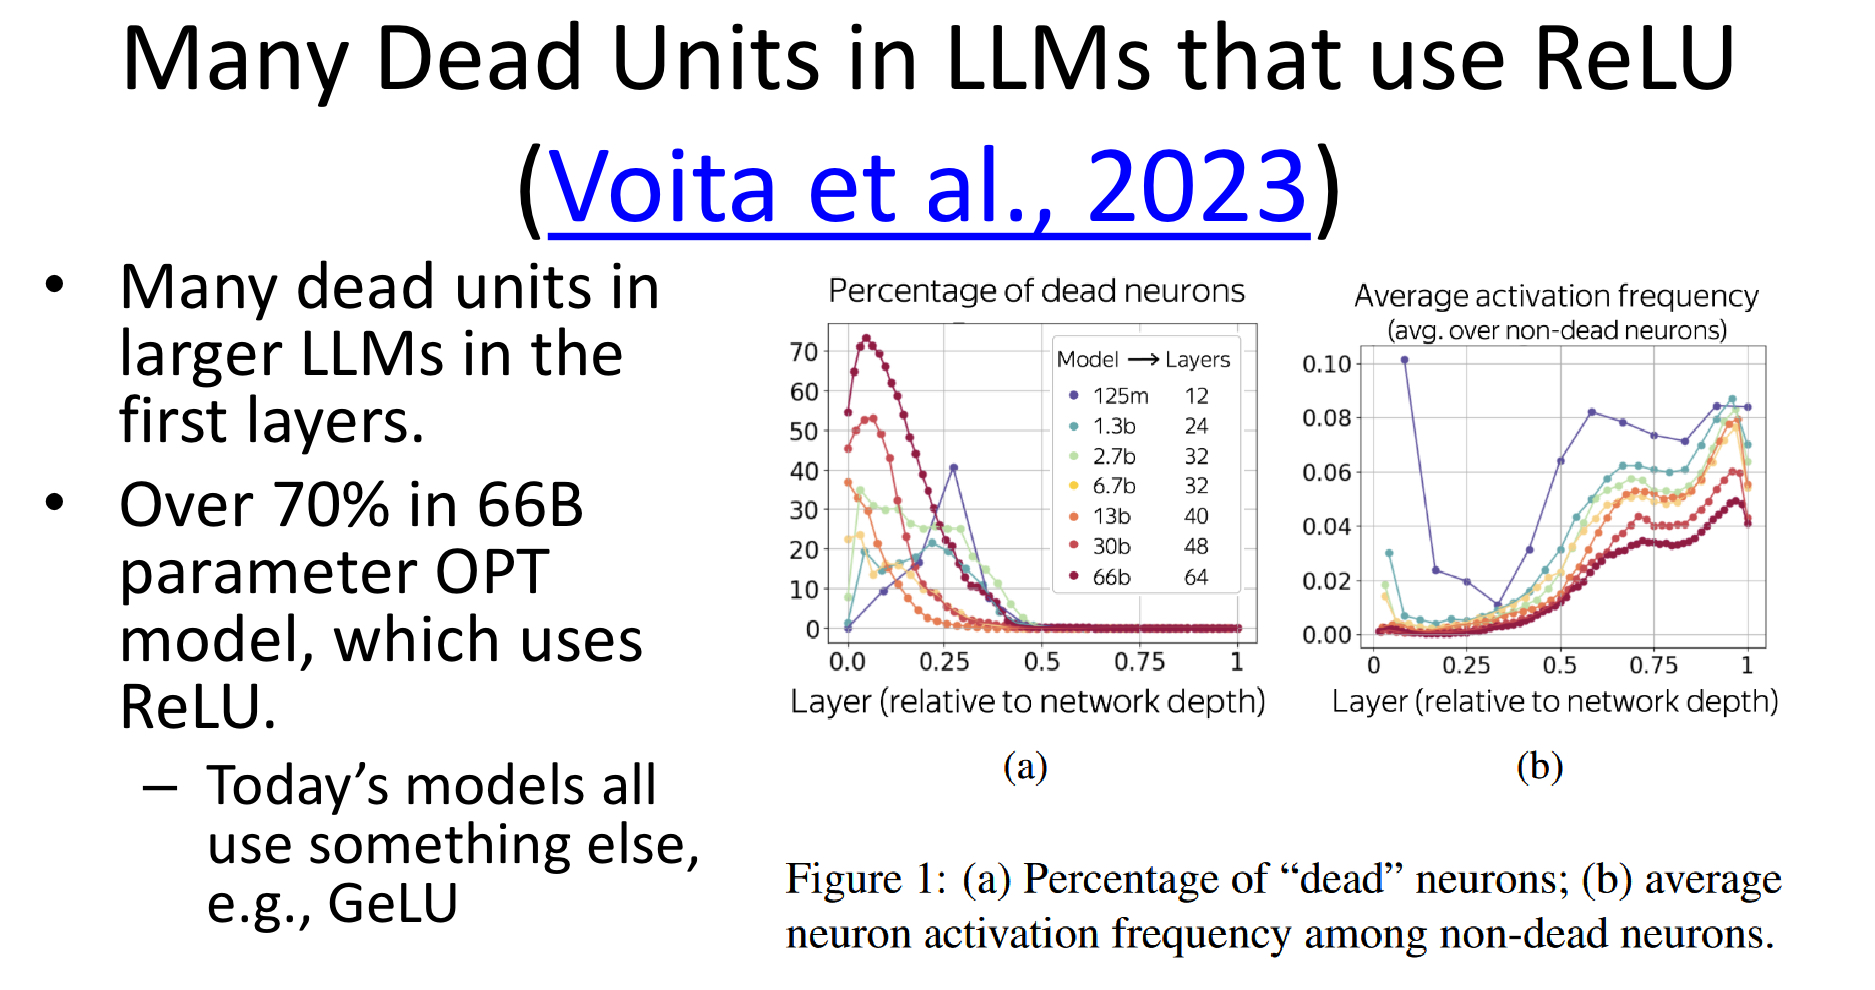 Many Dead Units in LLMs that use ReLU
(Voita et al., 2023)
• Many dead units in
larger LLMs in the
first layers.
• Over 70% in 66B
parameter OPT
model, which uses
ReLU.
– Today’s models all
use something else,
e.g., GeLU
Percentage of dead neurons
70
60
50
40
30
20
10
0
0.0 0.25 0.5 0.75 1
Layer (relative to network depth)
Model → Layers
125m 12
1.3b 24
2.7b 32
6.7b 32
13b 40
30b 48
66b 64
(a)
Average activation frequency
(avg. over non-dead neurons)
0.10
0.08
0.06
0.04
0.02
0.00
0 0.25 0.5 0.75 1
Layer (relative to network depth)
(b)
Figure 1: (a) Percentage of “dead” neurons; (b) average
neuron activation frequency among non-dead neurons.